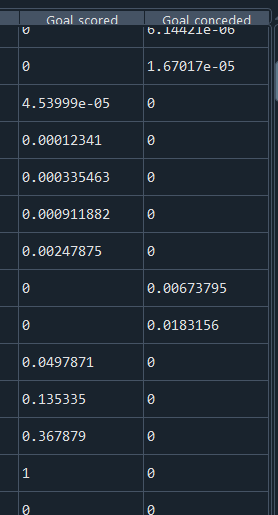 Goal scored Goal conceded
0 6.14421e-06
0 1.67017e-05
4.53999e-05 0
0.00012341 0
0.000335463 0
0.000911882 0
0.00247875 0
0 0.00673795
0 0.0183156
0.0497871 0
0.135335 0
0.367879 0
1 0
0 0